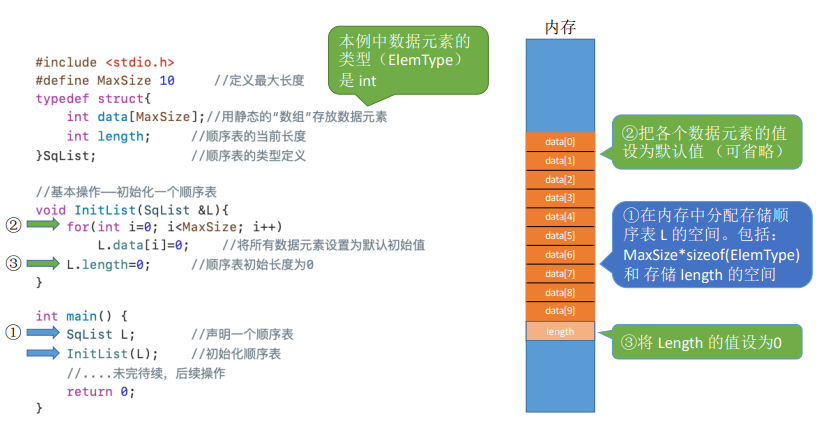 内存
本例中数据元素的
类型（ElemType）
是 int
#include <stdio.h>
#define MaxSize 10 //定义最大长度
typedef struct{
int data[MaxSize];//用静态的“数组”存放数据元素
int length; //顺序表的当前长度
}SqList; //顺序表的类型定义
//基本操作——初始化一个顺序表
void InitList(SqList &L){
② for(int i=0; i<MaxSize; i++)
L.data[i]=0; //将所有数据元素设置为默认初始值
③ L.length=0; //顺序表初始长度为0
}
int main() {
① SqList L; //声明一个顺序表
InitList(L); //初始化顺序表
//....未完待续，后续操作
return 0;
}
data[0]
data[1]
data[2]
data[3]
data[4]
data[5]
data[6]
data[7]
data[8]
data[9]
length
②把各个数据元素的值
设为默认值 （可省略）
①在内存中分配存储顺
序表 L 的空间。包括：
MaxSize*sizeof(ElemType)
和 存储 length 的空间
③将 Length 的值设为0